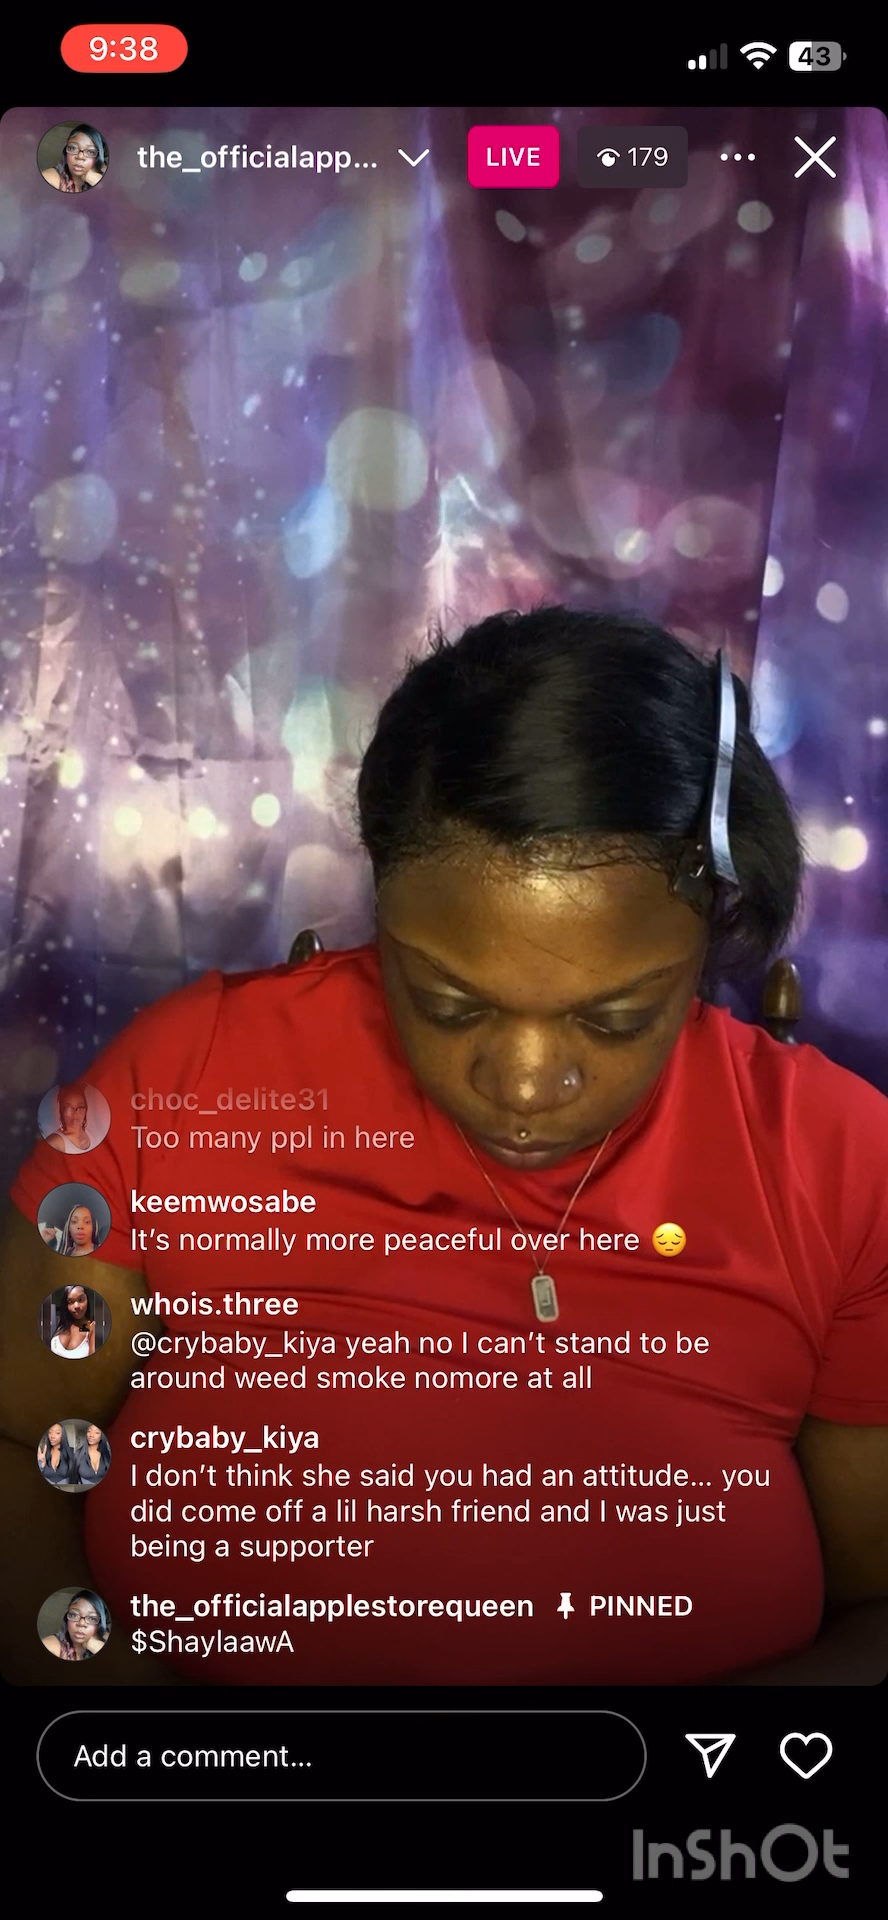 9:38
43
the_officialapp...
LIVE
179
choc_delite31
Too many ppl in here
keemwosabe
It's normally more peaceful over here 😔
whois.three
@crybaby_kiya yeah no I can't stand to be
around weed smoke nomore at all
crybaby_kiya
I don't think she said you had an attitude... you
did come off a lil harsh friend and I was just
being a supporter
the_officialapplestorequeen PINNED
$ShaylaawA
Add a comment...
InShOt